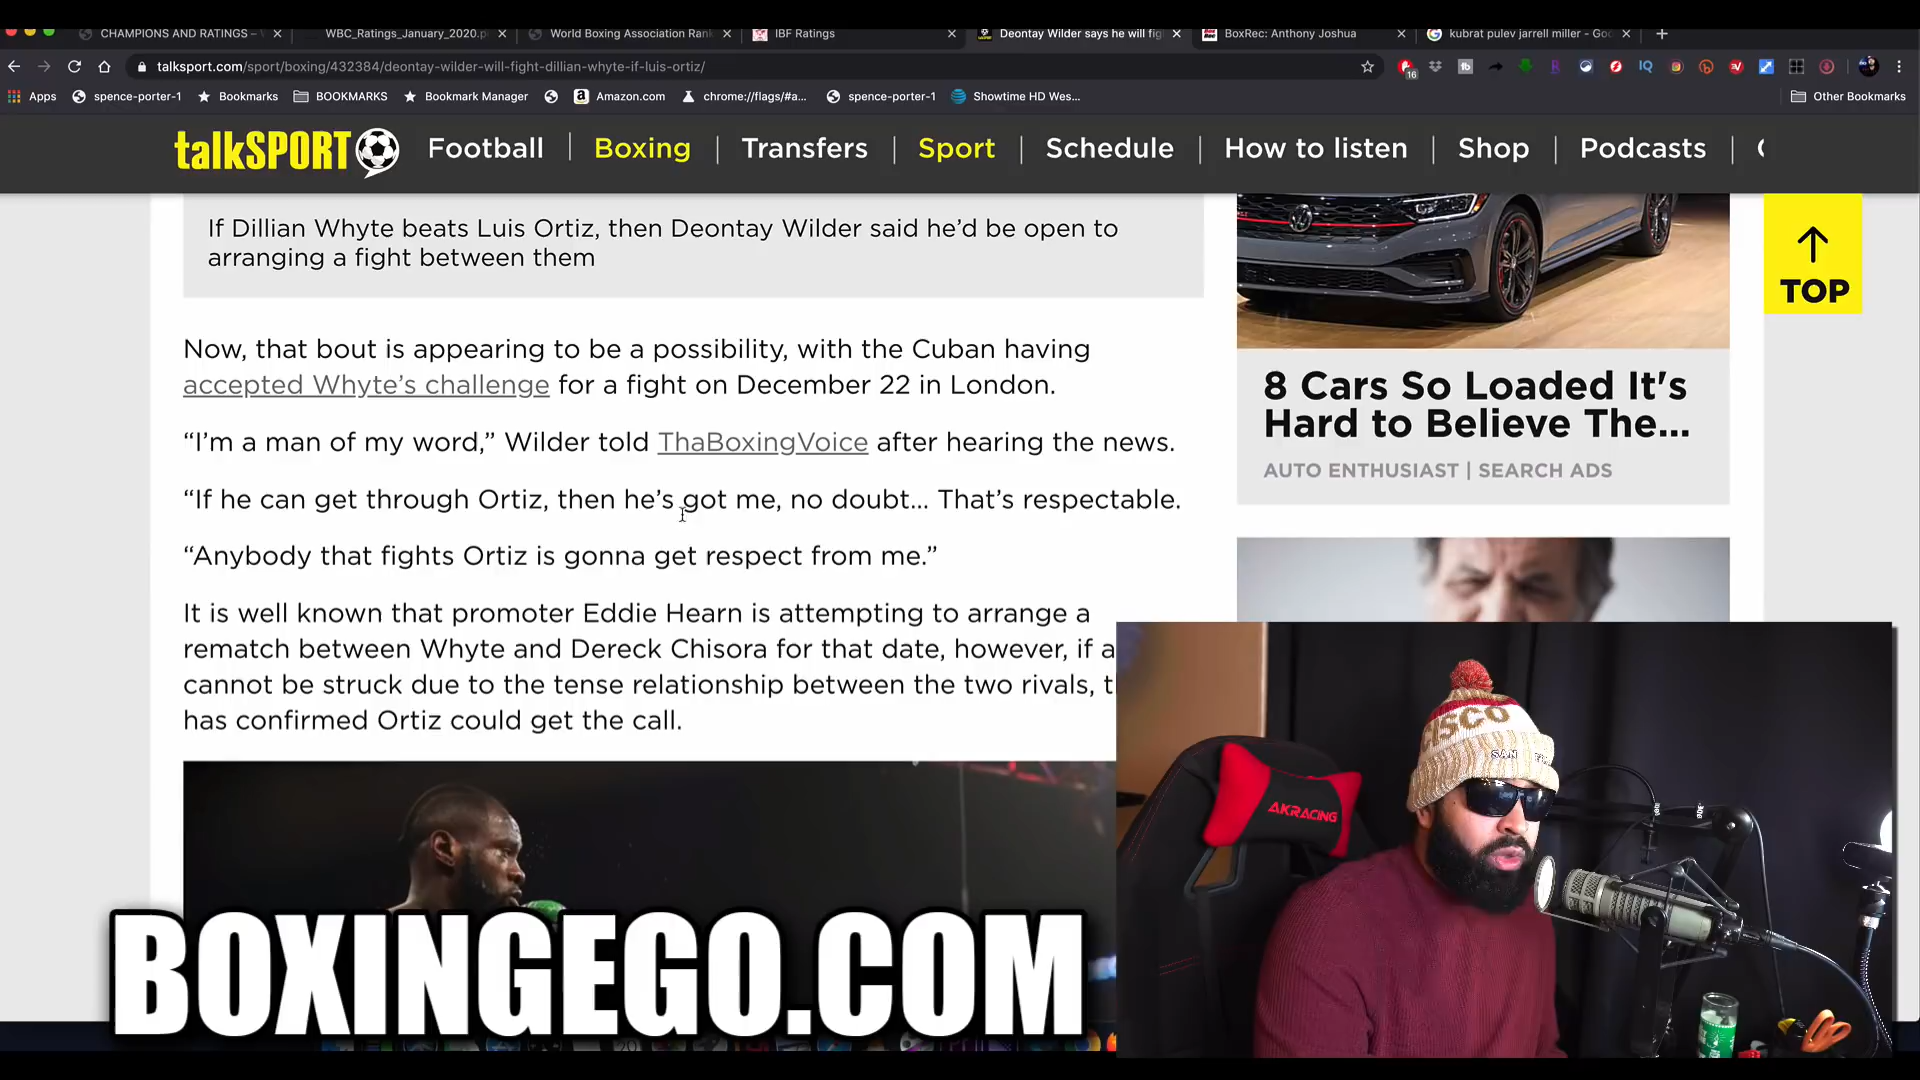 CHAMPIONS AND RATINGS –
WBC_Ratings_January_2020.p
World Boxing Association Rank
IBF Ratings
Deontay Wilder says he will fig
BoxRec: Anthony Joshua
kubrat pulev jarrell miller - Goo
talksport.com/sport/boxing/432384/deontay-wilder-will-fight-dillian-whyte-if-luis-ortiz/
16
IQ
Apps
spence-porter-1
Bookmarks
BOOKMARKS
Bookmark Manager
Amazon.com
chrome://flags/#a...
spence-porter-1
Showtime HD Wes...
Other Bookmarks
talkSPORT
Football | Boxing | Transfers | Sport | Schedule | How to listen | Shop | Podcasts |
If Dillian Whyte beats Luis Ortiz, then Deontay Wilder said he’d be open to
arranging a fight between them
TOP
Now, that bout is appearing to be a possibility, with the Cuban having
accepted Whyte’s challenge for a fight on December 22 in London.
“I’m a man of my word,” Wilder told ThaBoxingVoice after hearing the news.
“If he can get through Ortiz, then he’s got me, no doubt... That’s respectable.
“Anybody that fights Ortiz is gonna get respect from me.”
It is well known that promoter Eddie Hearn is attempting to arrange a
rematch between Whyte and Dereck Chisora for that date, however, if a
cannot be struck due to the tense relationship between the two rivals, t
has confirmed Ortiz could get the call.
8 Cars So Loaded It's
Hard to Believe The...
AUTO ENTHUSIAST | SEARCH ADS
CISCO
SAN
AKRACING
BOXINGEGO.COM